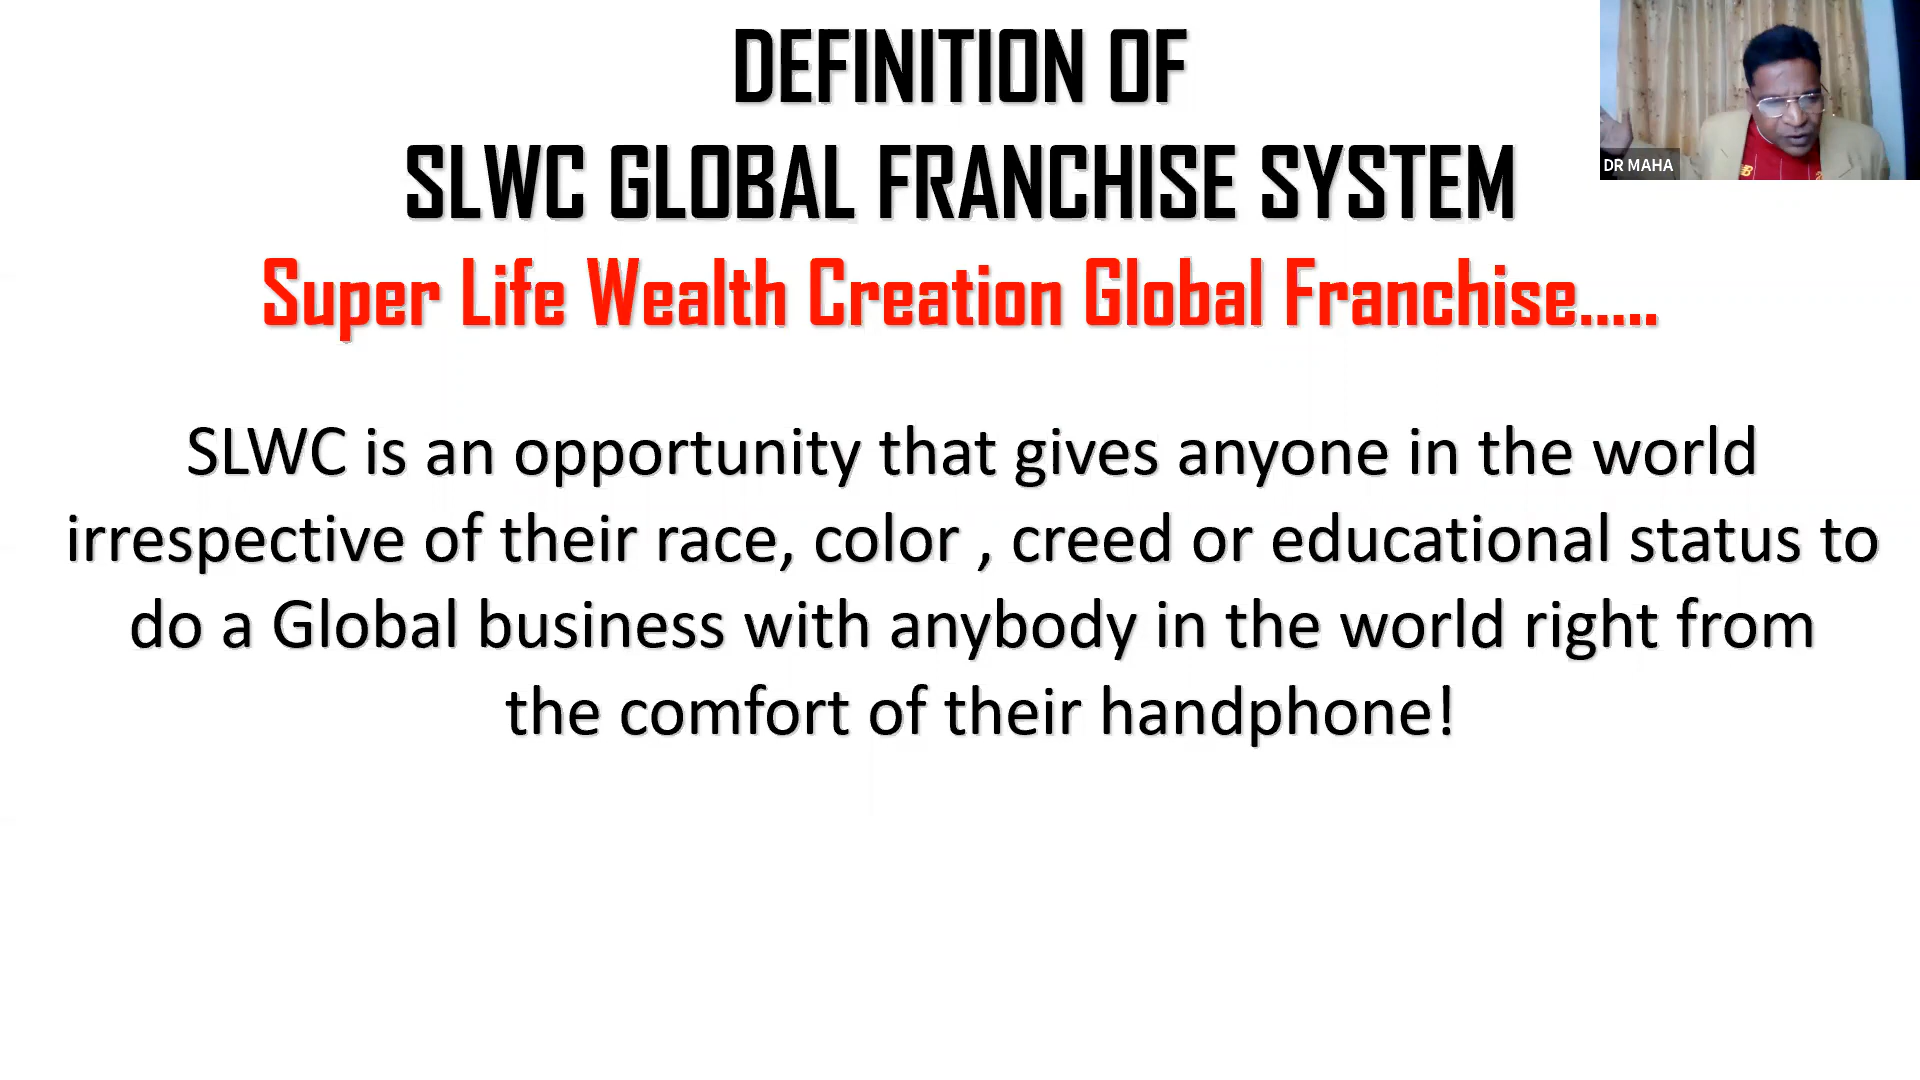 DEFINITION OF
SLWC GLOBAL FRANCHISE SYSTEM
Super Life Wealth Creation Global Franchise.....
SLWC is an opportunity that gives anyone in the world
irrespective of their race, color , creed or educational status to
do a Global business with anybody in the world right from
the comfort of their handphone!
DR MAHA